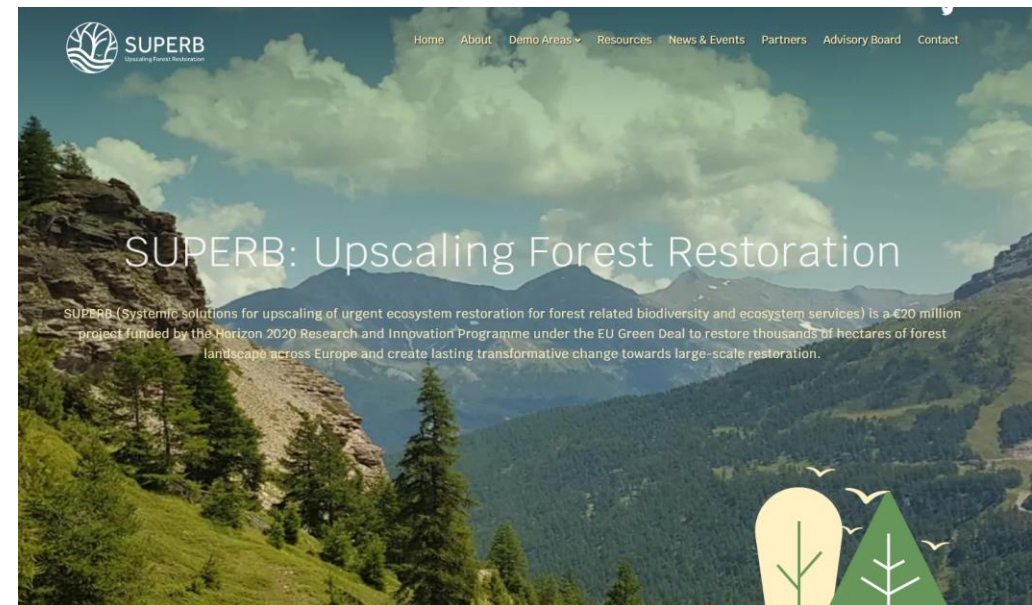 SUPERB
Upscaling Forest Restoration
Home About Demo Areas Resources News & Events Partners Advisory Board Contact
SUPERB: Upscaling Forest Restoration
SUPERB (Systemic solutions for upscaling of urgent ecosystem restoration for forest related biodiversity and ecosystem services) is a €20 million
project funded by the Horizon 2020 Research and Innovation Programme under the EU Green Deal to restore thousands of hectares of forest
landscape across Europe and create lasting transformative change towards large-scale restoration.